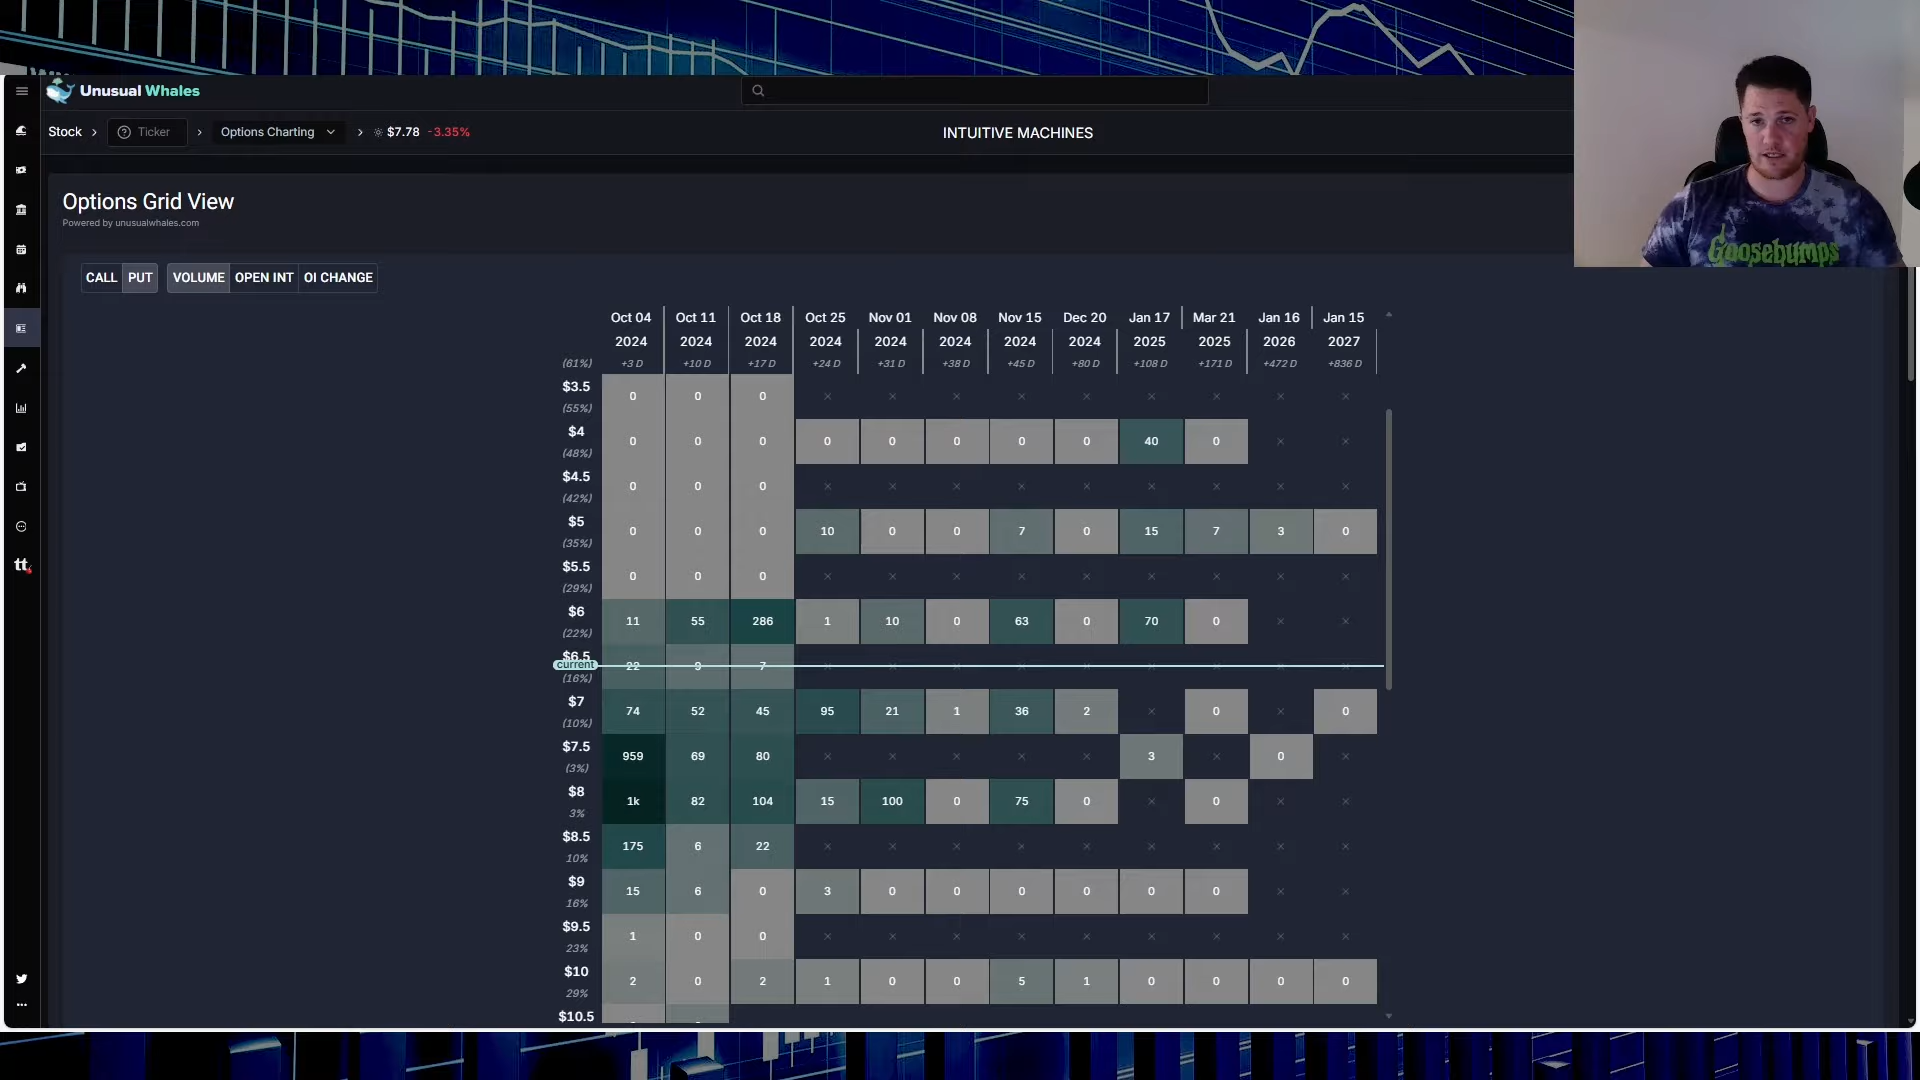 Unusual Whales
Stock > Ticker > Options Charting > $7.78 -3.35%
INTUITIVE MACHINES
Options Grid View
Powered by unusualwhales.com
CALL PUT VOLUME OPEN INT OI CHANGE
Oct 04 Oct 11 Oct 18 Oct 25 Nov 01 Nov 08 Nov 15 Dec 20 Jan 17 Mar 21 Jan 16 Jan 15
2024 2024 2024 2024 2024 2024 2024 2024 2025 2025 2026 2027
(61%) +3 D +10 D +17 D +24 D +31 D +38 D +45 D +80 D +108 D +171 D +472 D +836 D
$3.5 0 0 0 × × × × × × × × ×
(55%)
$4 0 0 0 0 0 0 0 0 40 0 × ×
(48%)
$4.5 0 0 0 × × × × × × × × ×
(42%)
$5 0 0 0 10 0 0 7 0 15 7 3 0
(35%)
$5.5 0 0 0 × × × × × × × × ×
(29%)
$6 11 55 286 1 10 0 63 0 70 0 × ×
(22%)
$6.5 22 9 7 × × × × × × × × ×
current
(16%)
$7 74 52 45 95 21 1 36 2 × 0 × 0
(10%)
$7.5 959 69 80 × × × × × 3 × 0 ×
(3%)
$8 1k 82 104 15 100 0 75 0 × 0 × ×
3%
$8.5 175 6 22 × × × × × × × × ×
10%
$9 15 6 0 3 0 0 0 0 0 0 × ×
16%
$9.5 1 0 0 × × × × × × × × ×
23%
$10 2 0 2 1 0 0 5 1 0 0 0 0
29%
$10.5
tt
Goosebumps